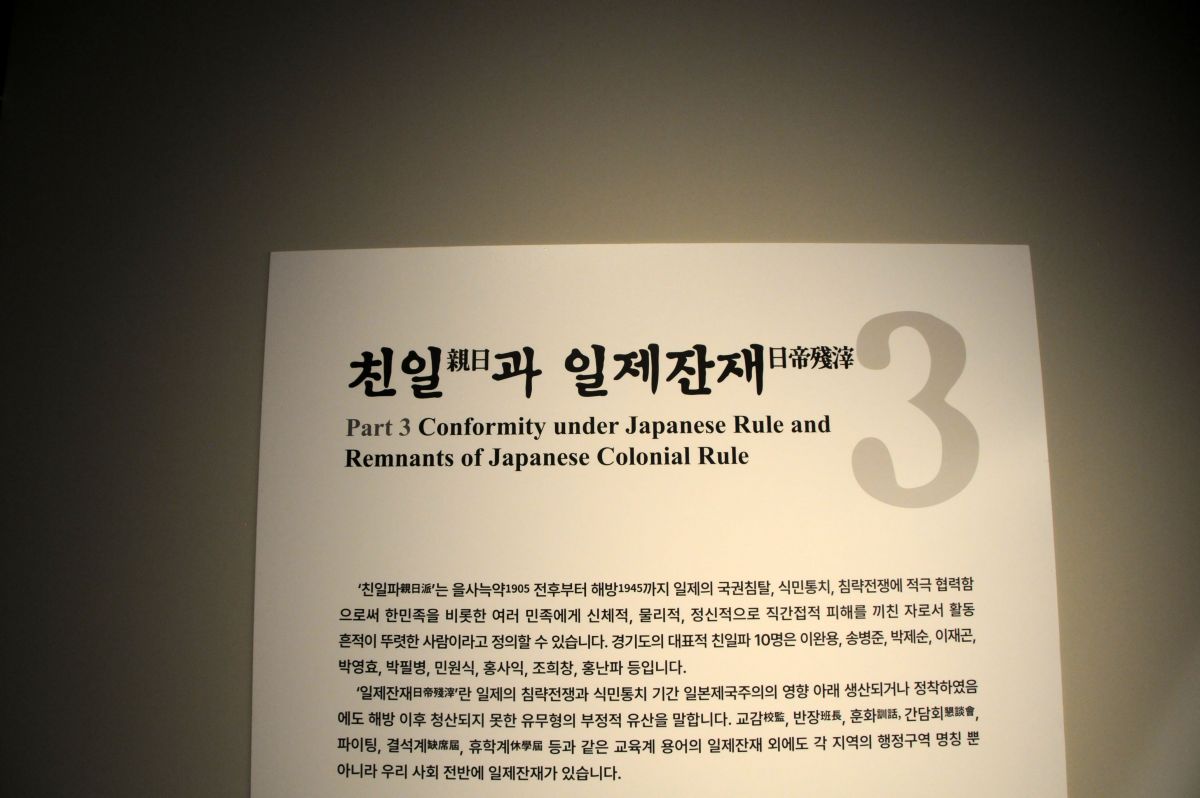 친일親日과 일제잔재日帝殘滓
3
Part 3 Conformity under Japanese Rule and
Remnants of Japanese Colonial Rule
'친일파親日派'는 을사늑약1905 전후부터 해방1945까지 일제의 국권침탈, 식민통치, 침략전쟁에 적극 협력함
으로써 한민족을 비롯한 여러 민족에게 신체적, 물리적, 정신적으로 직간접적 피해를 끼친 자로서 활동
흔적이 뚜렷한 사람이라고 정의할 수 있습니다. 경기도의 대표적 친일파 10명은 이완용, 송병준, 박제순, 이재곤,
박영효, 박필병, 민원식, 홍사익, 조희창, 홍난파 등입니다.
'일제잔재日帝殘滓'란 일제의 침략전쟁과 식민통치 기간 일본제국주의의 영향 아래 생산되거나 정착하였음
에도 해방 이후 청산되지 못한 유무형의 부정적 유산을 말합니다. 교감校監, 반장班長, 훈화訓話, 간담회懇談會,
파이팅, 결석계缺席屆, 휴학계休學屆 등과 같은 교육계 용어의 일제잔재 외에도 각 지역의 행정구역 명칭 뿐
아니라 우리 사회 전반에 일제잔재가 있습니다.